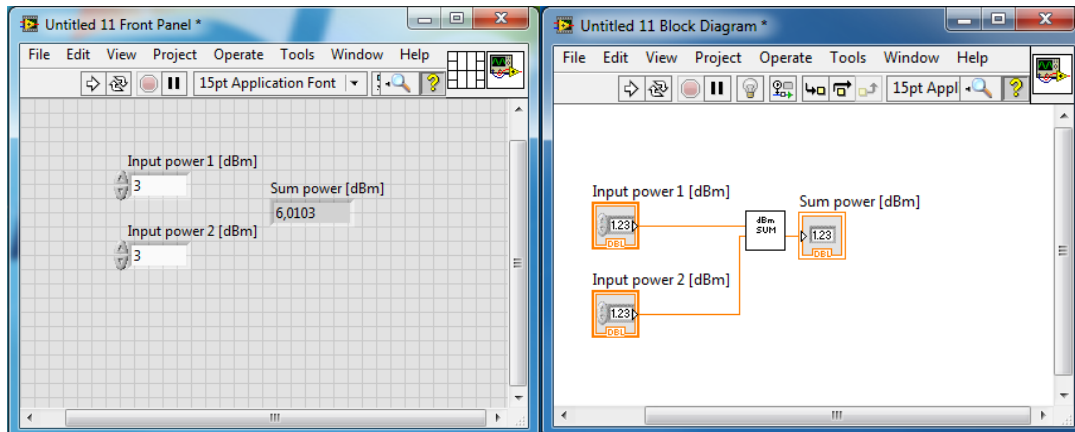 Untitled 11 Front Panel *
File Edit View Project Operate Tools Window Help
15pt Application Font
Input power 1 [dBm]
3
Sum power [dBm]
6,0103
Input power 2 [dBm]
3
Untitled 11 Block Diagram *
File Edit View Project Operate Tools Window Help
15pt Appl
Input power 1 [dBm]
1.23
DBL
dBm
SUM
Sum power [dBm]
1.23
DBL
Input power 2 [dBm]
1.23
DBL